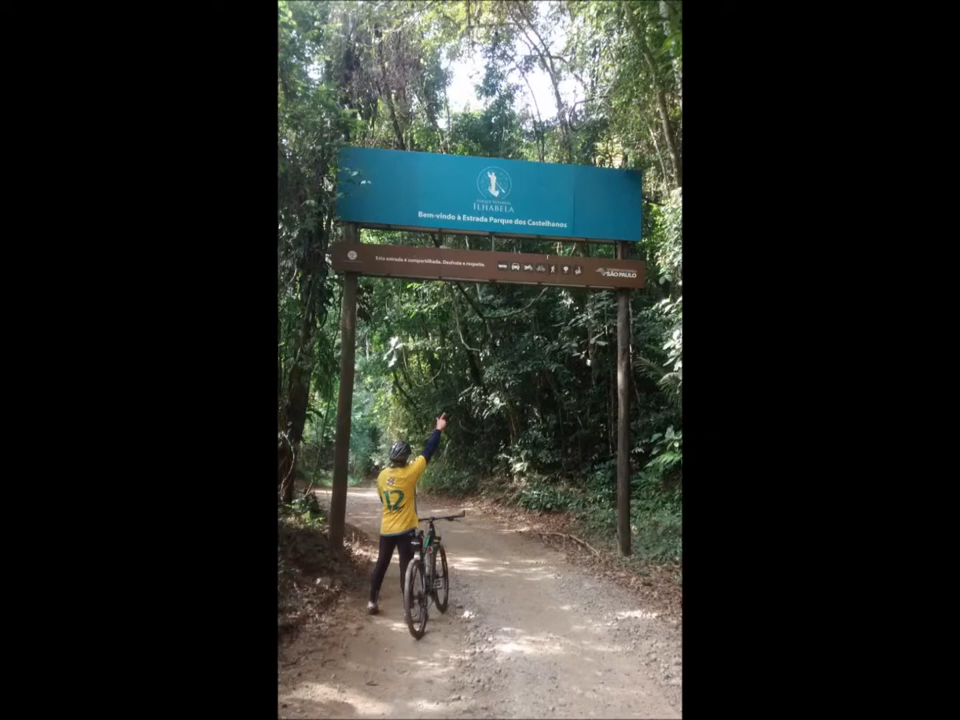 ILHABELA
Bem-vindo à Estrada Parque dos Castelhanos
Esta estrada é compartilhada. Desfrute e respeite.
SÃO PAULO
12